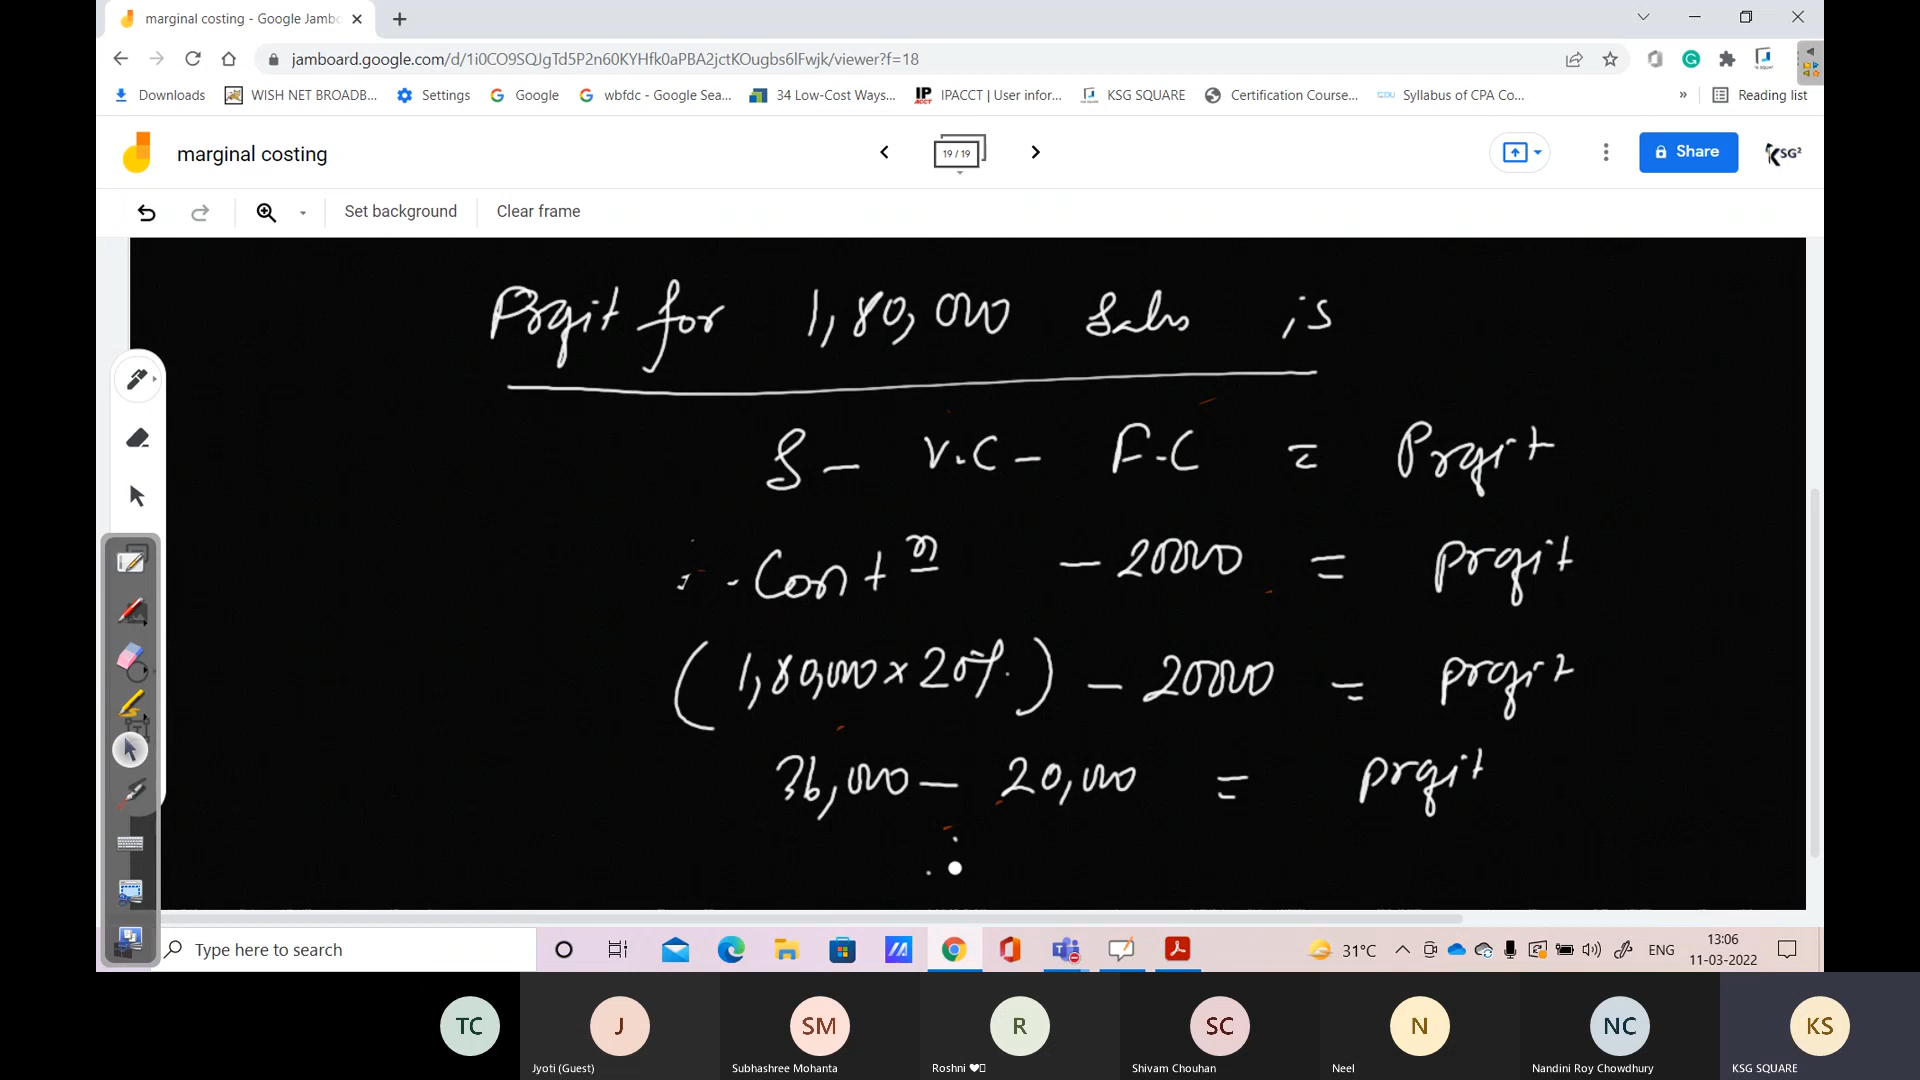 marginal costing - Google Jambo
jamboard.google.com/d/1i0CO9SQJgTd5P2n60KYHfk0aPBA2jctKOugbs6lFwjk/viewer?f=18
Downloads WISH NET BROADB... Settings Google wbfdc - Google Sea... 34 Low-Cost Ways... IPACCT | User infor... KSG SQUARE Certification Course... Syllabus of CPA Co... » Reading list
marginal costing 19 / 19 Share KSG²
Set background Clear frame
Profit for 1,80,000 Sales is
S - V.C - F.C = Profit
∴ Contn - 20000 = profit
(1,80,000 x 20%.) - 20000 = profit
36,000 - 20,000 = profit
Type here to search 31°C ENG 13:06
11-03-2022
TC J SM R SC N NC KS
Jyoti (Guest) Subhashree Mohanta Roshni ❤ Shivam Chouhan Neel Nandini Roy Chowdhury KSG SQUARE